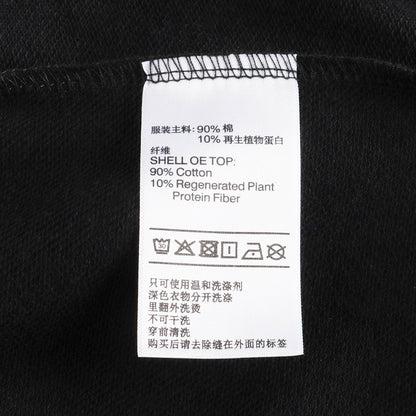 服装主料：90% 棉
10% 再生植物蛋白
纤维
SHELL OE TOP:
90% Cotton
10% Regenerated Plant
Protein Fiber
30
只可使用温和洗涤剂
深色衣物分开洗涤
里翻外洗烫
不可干洗
穿前清洗
购买后请去除缝在外面的标签